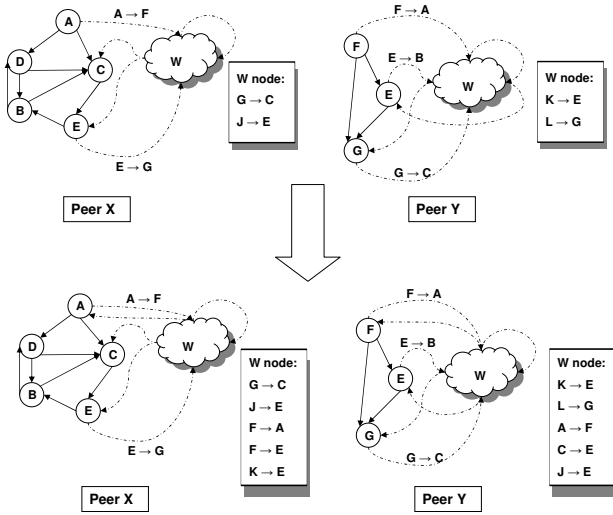 A → F
A
D
C
B
E
W
E → G
W node:
G → C
J → E
Peer X
F → A
F
E → B
E
G
W
G → C
W node:
K → E
L → G
Peer Y
A → F
A
D
C
B
E
W
E → G
W node:
G → C
J → E
F → A
F → E
K → E
Peer X
F → A
F
E → B
E
G
W
G → C
W node:
K → E
L → G
A → F
C → E
J → E
Peer Y